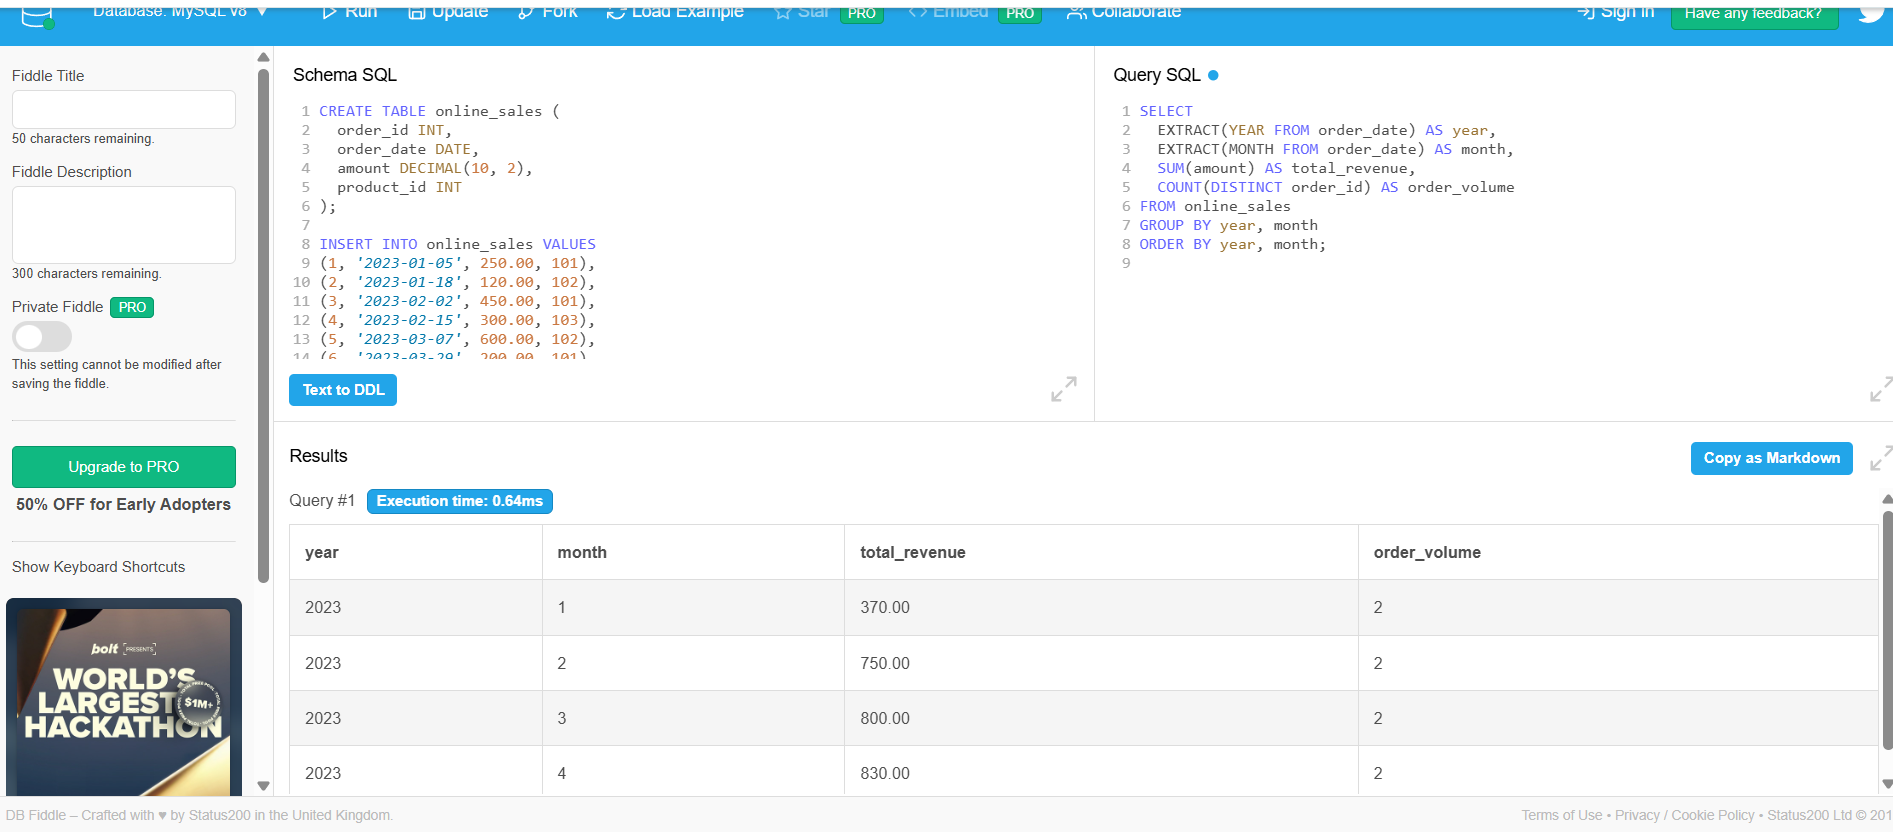 Database: MySQL v8
Run
Update
Fork
Load Example
Star PRO
Embed PRO
Collaborate
Sign In
Have any feedback?
Fiddle Title
50 characters remaining.
Fiddle Description
300 characters remaining.
Private Fiddle PRO
This setting cannot be modified after
saving the fiddle.
Upgrade to PRO
50% OFF for Early Adopters
Show Keyboard Shortcuts
bolt [PRESENTS]
WORLD'S
LARGEST
HACKATHON
$1M+
Schema SQL
1 CREATE TABLE online_sales (
2 order_id INT,
3 order_date DATE,
4 amount DECIMAL(10, 2),
5 product_id INT
6 );
7
8 INSERT INTO online_sales VALUES
9 (1, '2023-01-05', 250.00, 101),
10 (2, '2023-01-18', 120.00, 102),
11 (3, '2023-02-02', 450.00, 101),
12 (4, '2023-02-15', 300.00, 103),
13 (5, '2023-03-07', 600.00, 102),
14 (6, '2023-03-29', 200.00, 101)
Text to DDL
Query SQL
1 SELECT
2 EXTRACT(YEAR FROM order_date) AS year,
3 EXTRACT(MONTH FROM order_date) AS month,
4 SUM(amount) AS total_revenue,
5 COUNT(DISTINCT order_id) AS order_volume
6 FROM online_sales
7 GROUP BY year, month
8 ORDER BY year, month;
9
Results
Copy as Markdown
Query #1 Execution time: 0.64ms
year month total_revenue order_volume
2023 1 370.00 2
2023 2 750.00 2
2023 3 800.00 2
2023 4 830.00 2
DB Fiddle – Crafted with ♥ by Status200 in the United Kingdom.
Terms of Use • Privacy / Cookie Policy • Status200 Ltd © 201